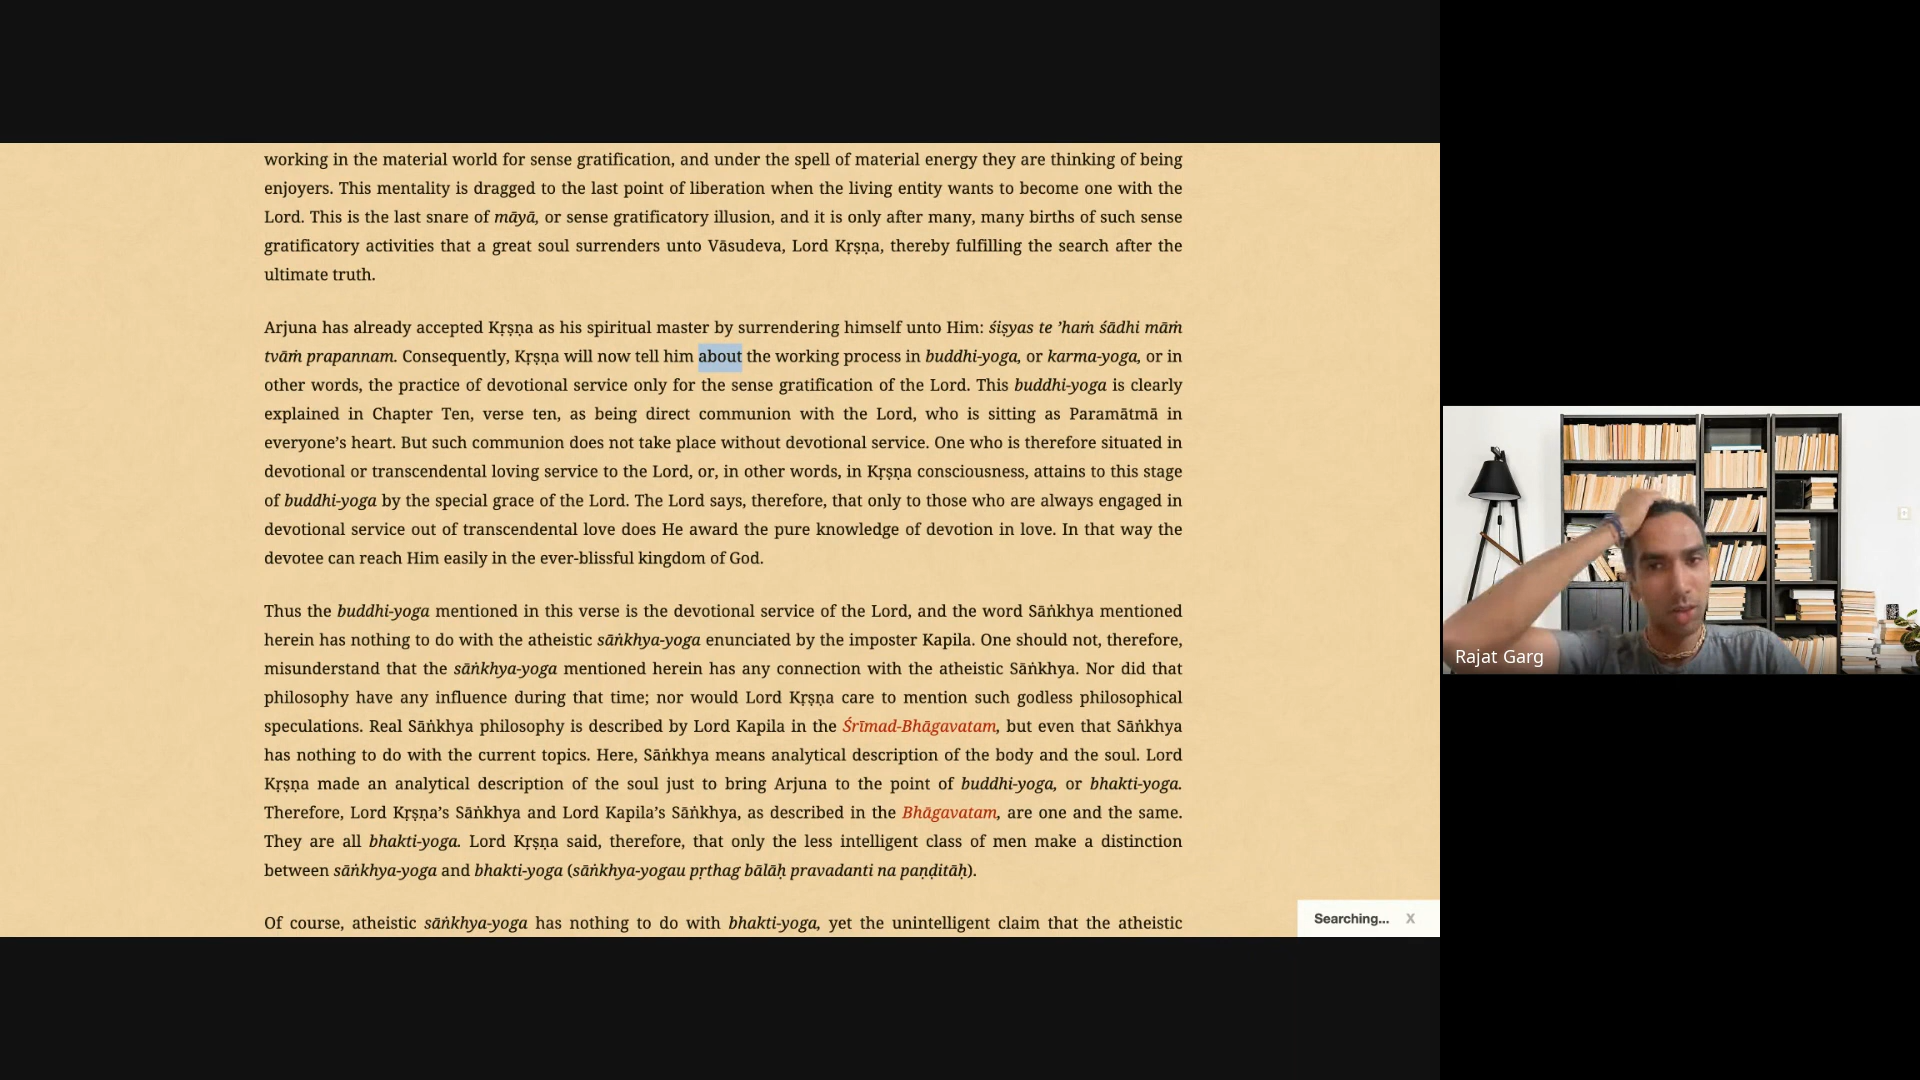 working in the material world for sense gratification, and under the spell of material energy they are thinking of being
enjoyers. This mentality is dragged to the last point of liberation when the living entity wants to become one with the
Lord. This is the last snare of māyā, or sense gratificatory illusion, and it is only after many, many births of such sense
gratificatory activities that a great soul surrenders unto Vāsudeva, Lord Kṛṣṇa, thereby fulfilling the search after the
ultimate truth.
Arjuna has already accepted Kṛṣṇa as his spiritual master by surrendering himself unto Him: śiṣyas te ’haṁ śādhi māṁ
tvāṁ prapannam. Consequently, Kṛṣṇa will now tell him about the working process in buddhi-yoga, or karma-yoga, or in
other words, the practice of devotional service only for the sense gratification of the Lord. This buddhi-yoga is clearly
explained in Chapter Ten, verse ten, as being direct communion with the Lord, who is sitting as Paramātmā in
everyone’s heart. But such communion does not take place without devotional service. One who is therefore situated in
devotional or transcendental loving service to the Lord, or, in other words, in Kṛṣṇa consciousness, attains to this stage
of buddhi-yoga by the special grace of the Lord. The Lord says, therefore, that only to those who are always engaged in
devotional service out of transcendental love does He award the pure knowledge of devotion in love. In that way the
devotee can reach Him easily in the ever-blissful kingdom of God.
Thus the buddhi-yoga mentioned in this verse is the devotional service of the Lord, and the word Sāṅkhya mentioned
herein has nothing to do with the atheistic sāṅkhya-yoga enunciated by the imposter Kapila. One should not, therefore,
misunderstand that the sāṅkhya-yoga mentioned herein has any connection with the atheistic Sāṅkhya. Nor did that
philosophy have any influence during that time; nor would Lord Kṛṣṇa care to mention such godless philosophical
speculations. Real Sāṅkhya philosophy is described by Lord Kapila in the Śrīmad-Bhāgavatam, but even that Sāṅkhya
has nothing to do with the current topics. Here, Sāṅkhya means analytical description of the body and the soul. Lord
Kṛṣṇa made an analytical description of the soul just to bring Arjuna to the point of buddhi-yoga, or bhakti-yoga.
Therefore, Lord Kṛṣṇa’s Sāṅkhya and Lord Kapila’s Sāṅkhya, as described in the Bhāgavatam, are one and the same.
They are all bhakti-yoga. Lord Kṛṣṇa said, therefore, that only the less intelligent class of men make a distinction
between sāṅkhya-yoga and bhakti-yoga (sāṅkhya-yogau pṛthag bālāḥ pravadanti na paṇḍitāḥ).
Of course, atheistic sāṅkhya-yoga has nothing to do with bhakti-yoga, yet the unintelligent claim that the atheistic
Searching... X
Rajat Garg